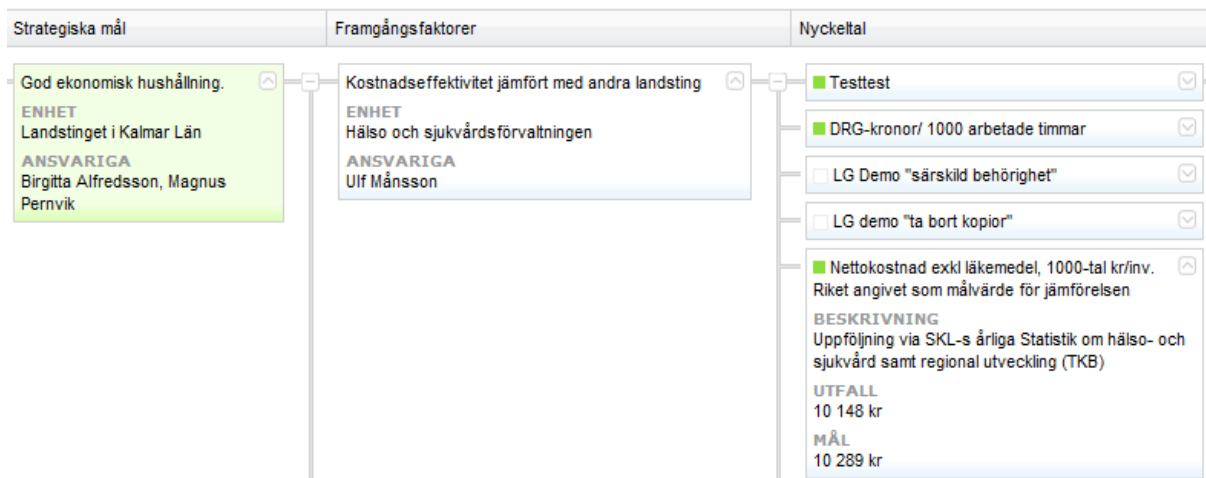 Strategiska mål
Framgångsfaktorer
Nyckeltal
God ekonomisk hushållning.
ENHET
Landstinget i Kalmar Län
ANSVARIGA
Birgitta Alfredsson, Magnus
Pernvik
Kostnadseffektivitet jämfört med andra landsting
ENHET
Hälso och sjukvårdsförvaltningen
ANSVARIGA
Ulf Månsson
Testtest
DRG-kronor/ 1000 arbetade timmar
LG Demo "särskild behörighet"
LG demo "ta bort kopior"
Nettokostnad exkl läkemedel, 1000-tal kr/inv.
Riket angivet som målvärde för jämförelsen
BESKRIVNING
Uppföljning via SKL-s årliga Statistik om hälso- och
sjukvård samt regional utveckling (TKB)
UTFALL
10 148 kr
MÅL
10 289 kr